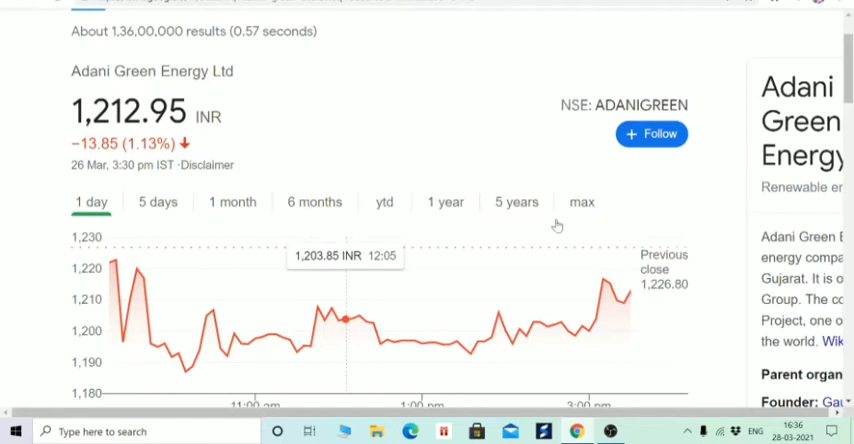 About 1,36,00,000 results (0.57 seconds)
Adani Green Energy Ltd
1,212.95 INR
−13.85 (1.13%)
26 Mar, 3:30 pm IST · Disclaimer
NSE: ADANIGREEN
+ Follow
1 day 5 days 1 month 6 months ytd 1 year 5 years max
1,230
1,220
1,210
1,200
1,190
1,180
1,203.85 INR 12:05
Previous
close
1,226.80
11:00 am 1:00 pm 3:00 pm
Adani
Green
Energy
Renewable
Adani Green
energy
Gujarat. It is
Group. The
Project, one
the world. Wik
Parent organ
Founder: Gau
Type here to search
ENG
16:36
28-03-2021